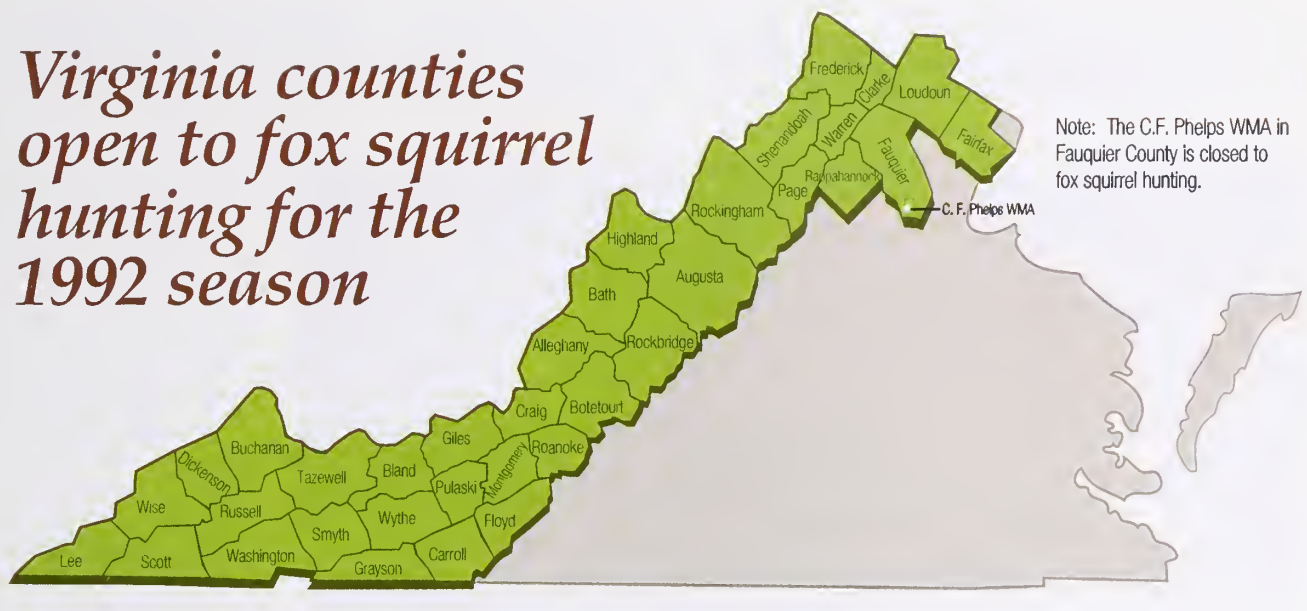 Virginia counties
open to fox squirrel
hunting for the
1992 season
Note: The C.F. Phelps WMA in
Fauquier County is closed to
fox squirrel hunting.
Frederick
Clarke
Loudoun
Shenandoah
Warren
Fauquier
Fairfax
Rappahannock
Page
C. F. Phelps WMA
Rockingham
Highland
Augusta
Bath
Alleghany
Rockbridge
Craig
Botetourt
Giles
Roanoke
Montgomery
Buchanan
Dickenson
Tazewell
Bland
Pulaski
Wise
Russell
Wythe
Floyd
Smyth
Lee
Scott
Washington
Grayson
Carroll